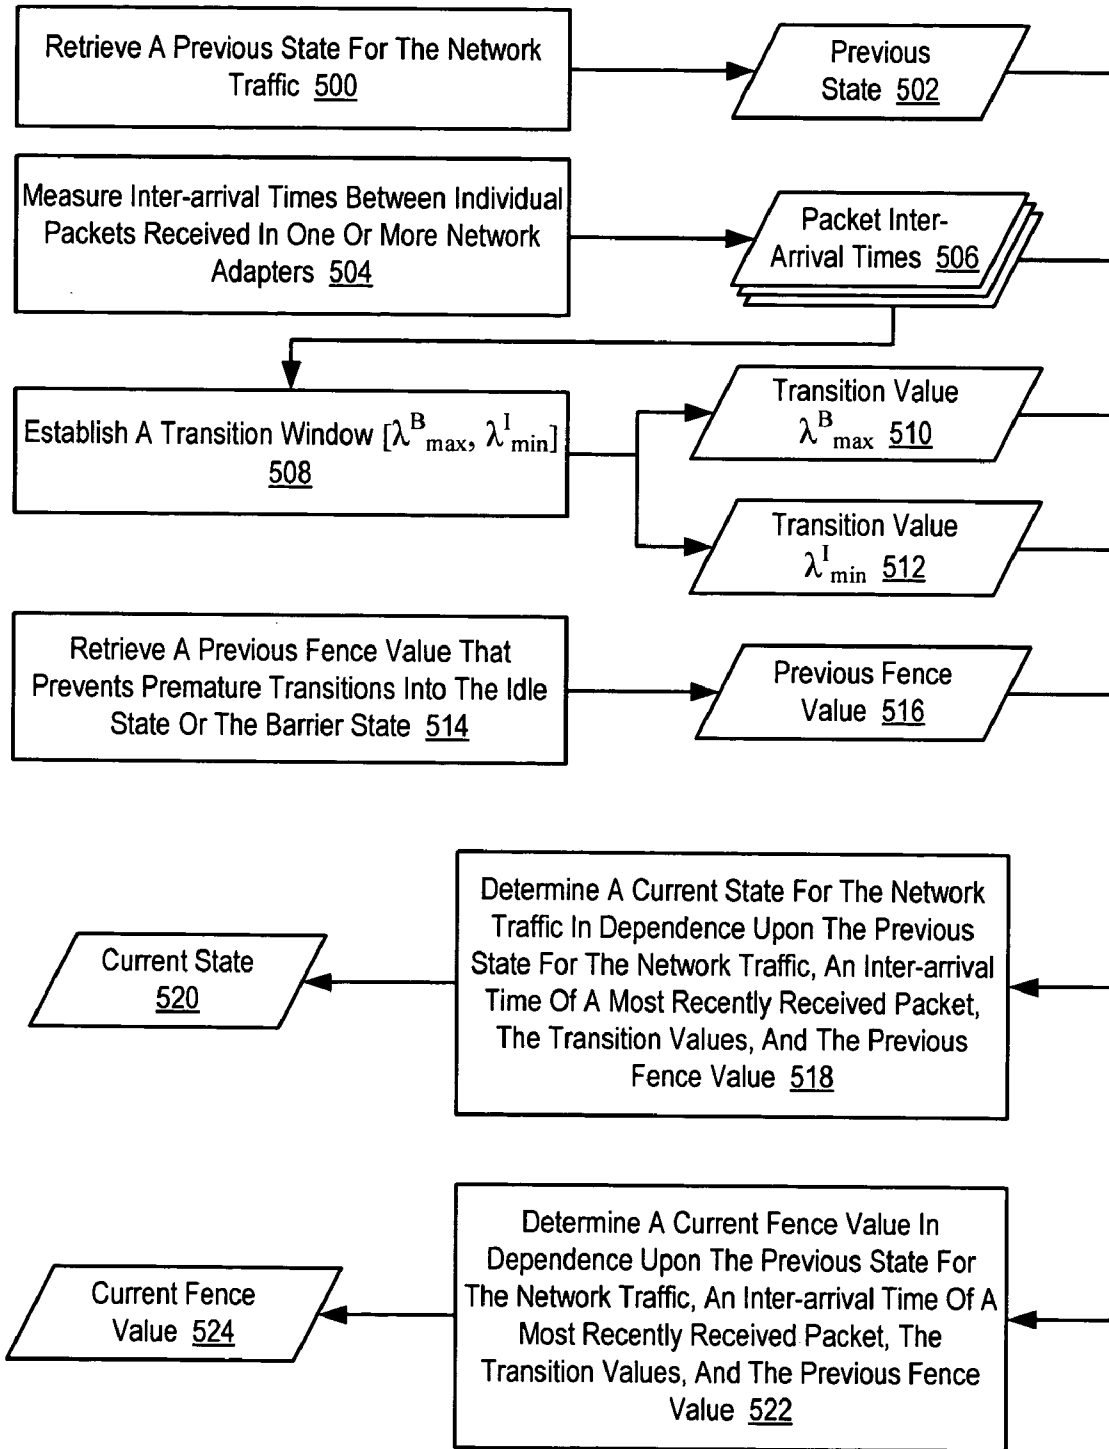 Retrieve A Previous State For The Network
Traffic 500
Previous
State 502
Measure Inter-arrival Times Between Individual
Packets Received In One Or More Network
Adapters 504
Packet Inter-
Arrival Times 506
Establish A Transition Window [λᴮmax, λᴵmin]
508
Transition Value
λᴮmax 510
Transition Value
λᴵmin 512
Retrieve A Previous Fence Value That
Prevents Premature Transitions Into The Idle
State Or The Barrier State 514
Previous Fence
Value 516
Determine A Current State For The Network
Traffic In Dependence Upon The Previous
State For The Network Traffic, An Inter-arrival
Time Of A Most Recently Received Packet,
The Transition Values, And The Previous
Fence Value 518
Current State
520
Determine A Current Fence Value In
Dependence Upon The Previous State For
The Network Traffic, An Inter-arrival Time Of A
Most Recently Received Packet, The
Transition Values, And The Previous Fence
Value 522
Current Fence
Value 524